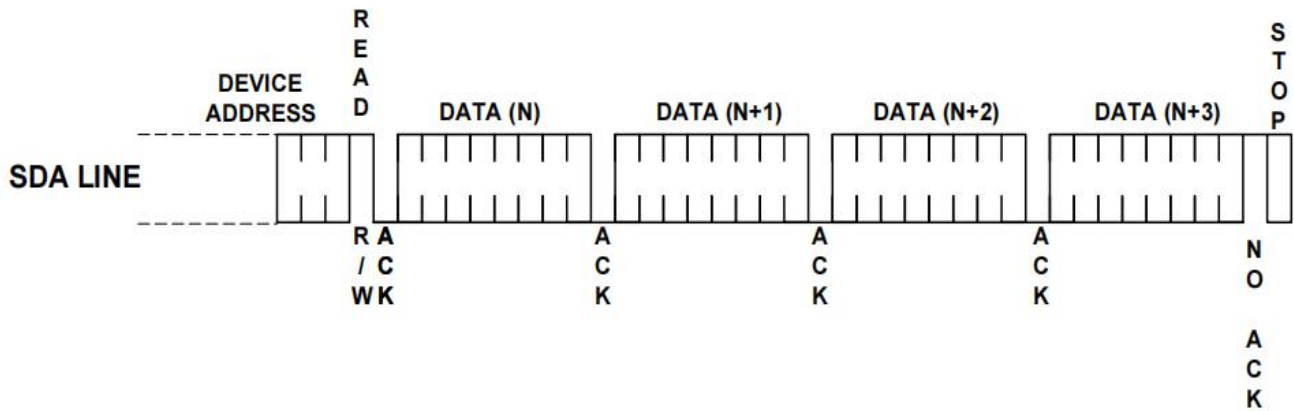 READ
STOP
DEVICE
ADDRESS
DATA (N)
DATA (N+1)
DATA (N+2)
DATA (N+3)
SDA LINE
R/W
ACK
ACK
ACK
ACK
NO ACK